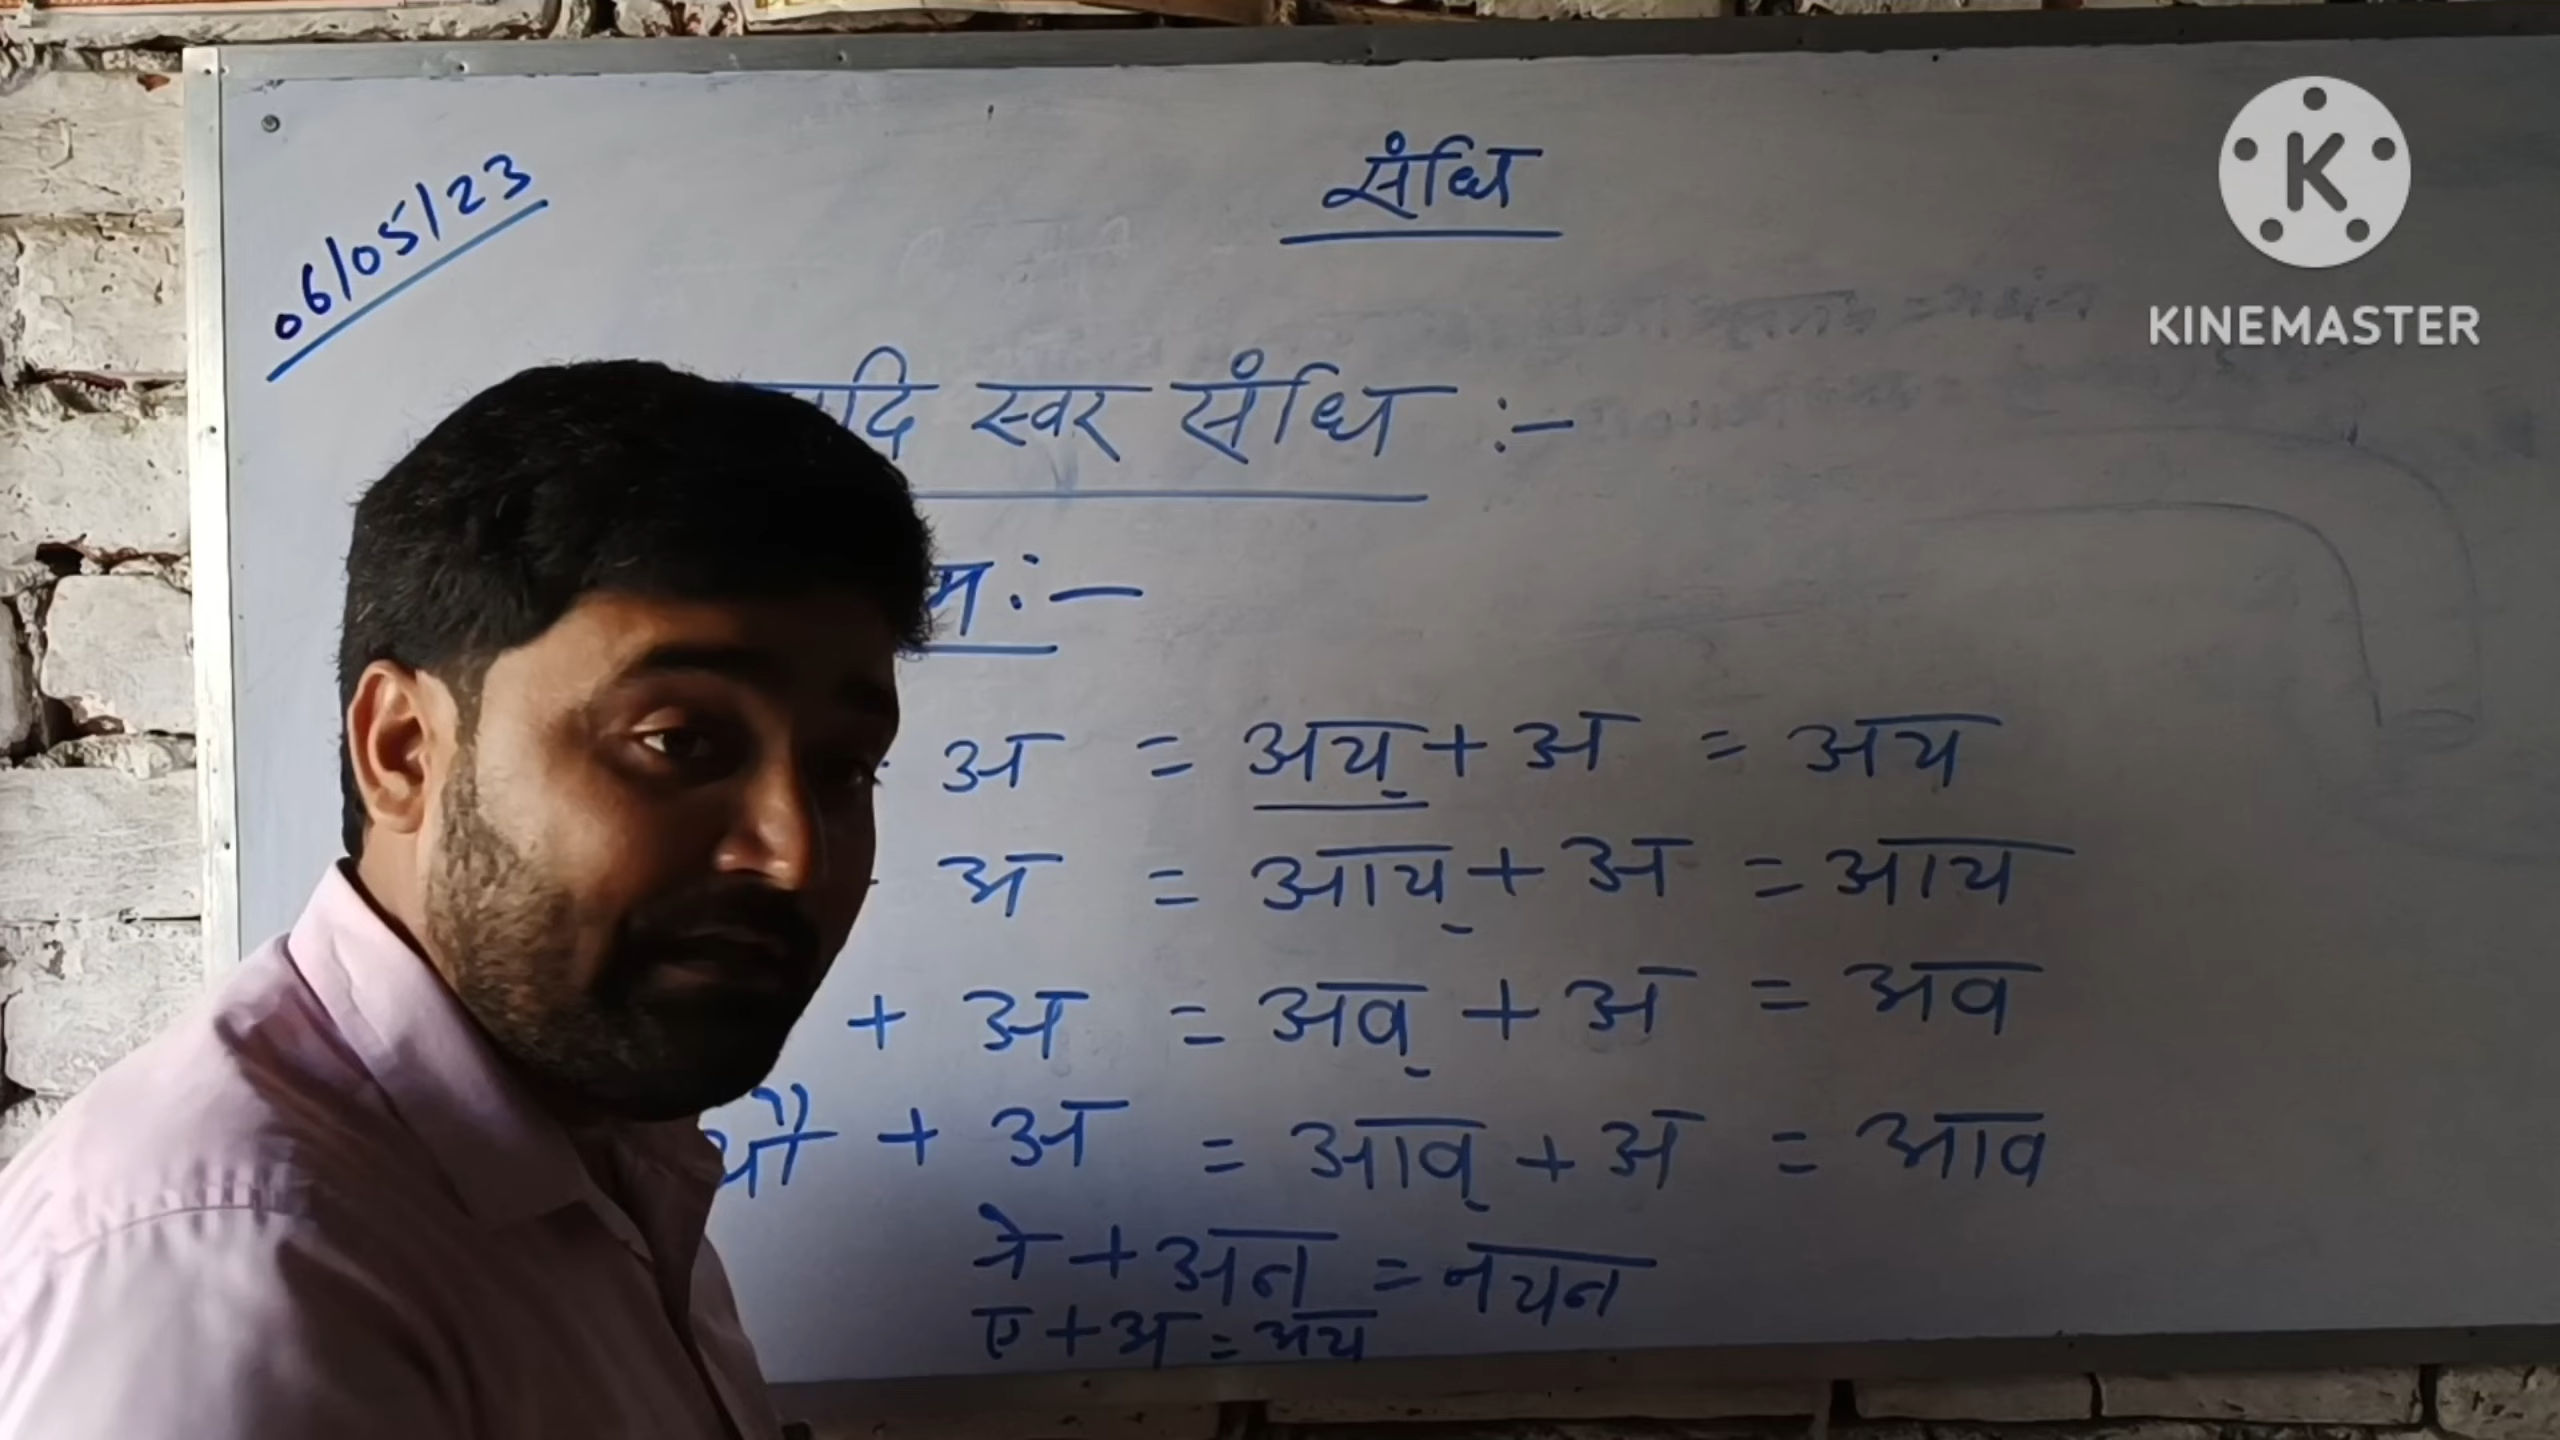 06/05/23
संधि
KINEMASTER
स्वर संधि :-
अ = अय् + अ = अय
अ = आय् + अ = आय
+ अ = अव् + अ = अव
+ अ = आव् + अ = आव
ने + अन = नयन
ए + अ = अय